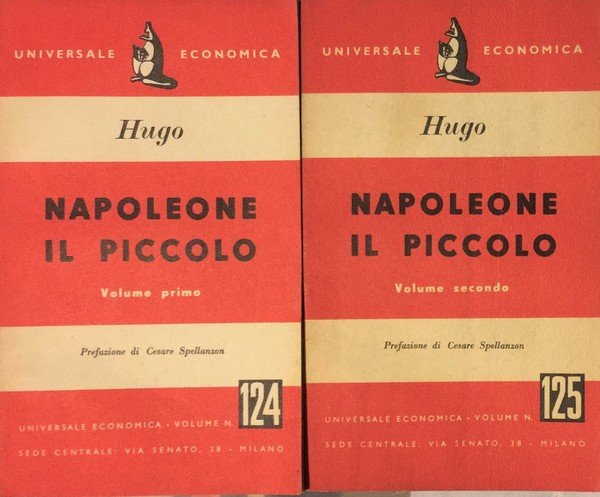 UNIVERSALE ECONOMICA
Hugo
NAPOLEONE
IL PICCOLO
Volume primo
Prefazione di Cesare Spellanzon
UNIVERSALE ECONOMICA - VOLUME N. 124
SEDE CENTRALE: VIA SENATO, 38 - MILANO
UNIVERSALE ECONOMICA
Hugo
NAPOLEONE
IL PICCOLO
Volume secondo
Prefazione di Cesare Spellanzon
UNIVERSALE ECONOMICA - VOLUME N. 125
SEDE CENTRALE: VIA SENATO, 38 - MILANO